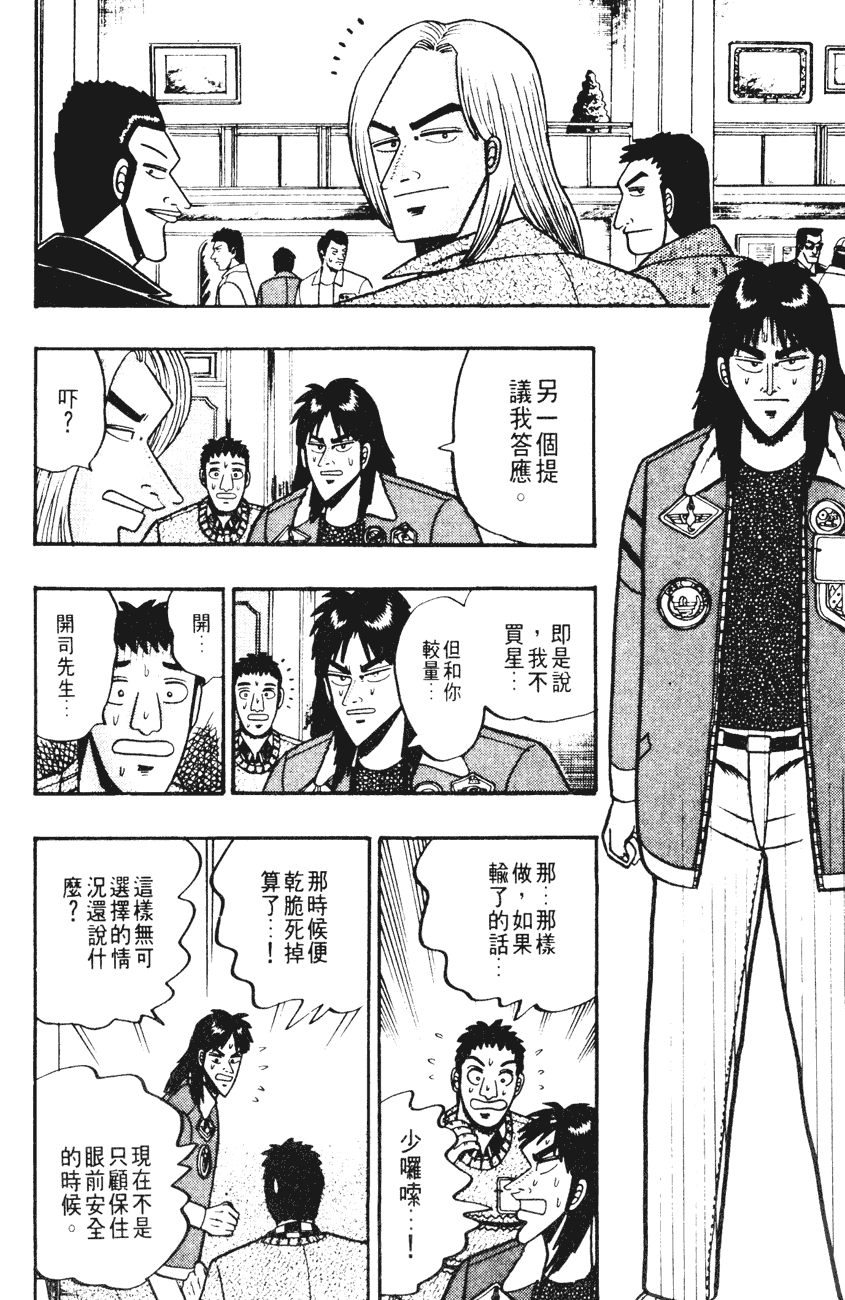 另一個提
議我答應。
吓？
即是說
，我不
買星…
但和你
較量…
開…
開司先生…
那…那樣
做，如果
輸了的話…
少囉嗦…！
那時候便
乾脆死掉
算了…！
這樣無可
選擇的情
況還說什
麼？
現在不是
只顧保住
眼前安全
的時候。